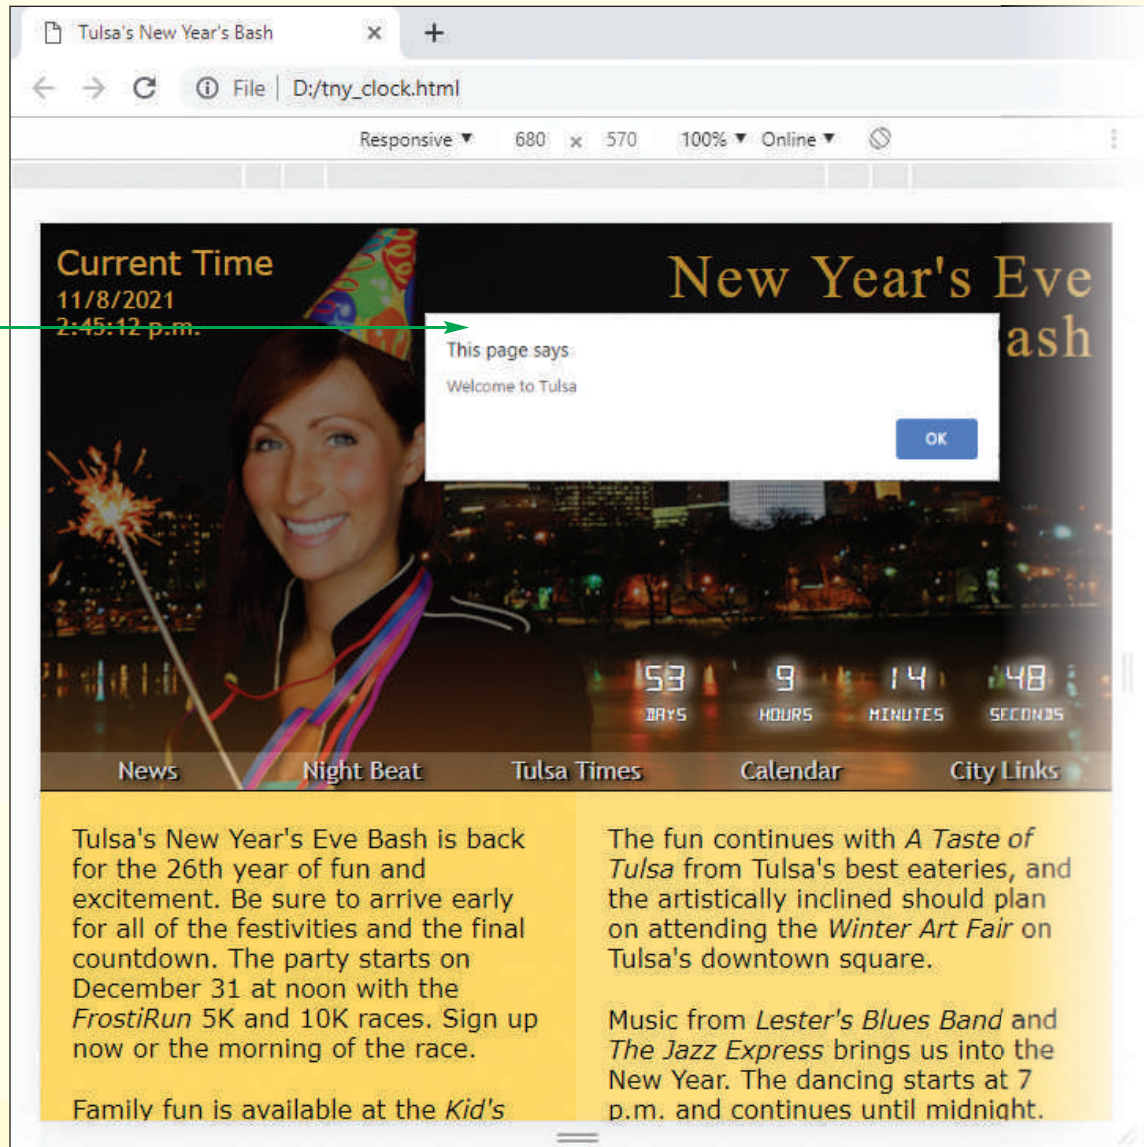 Tulsa's New Year's Bash
File | D:/tny_clock.html
Responsive ▼ 680 x 570 100% ▼ Online ▼
Current Time
11/8/2021
2:45:12 p.m.
New Year's Eve
ash
This page says
Welcome to Tulsa
OK
53 9 14 48
DAYS HOURS MINUTES SECONDS
News Night Beat Tulsa Times Calendar City Links
Tulsa's New Year's Eve Bash is back
for the 26th year of fun and
excitement. Be sure to arrive early
for all of the festivities and the final
countdown. The party starts on
December 31 at noon with the
FrostiRun 5K and 10K races. Sign up
now or the morning of the race.
Family fun is available at the Kid's
The fun continues with A Taste of
Tulsa from Tulsa's best eateries, and
the artistically inclined should plan
on attending the Winter Art Fair on
Tulsa's downtown square.
Music from Lester's Blues Band and
The Jazz Express brings us into the
New Year. The dancing starts at 7
p.m. and continues until midnight.